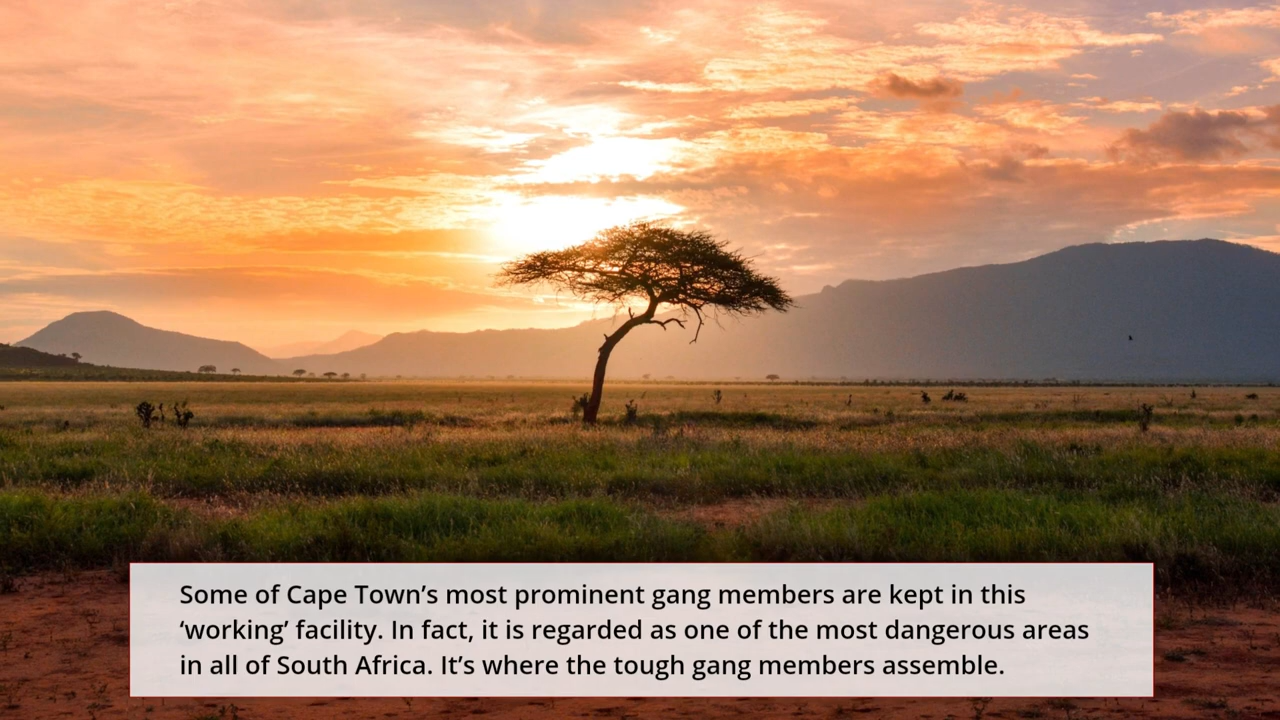 Some of Cape Town’s most prominent gang members are kept in this
‘working’ facility. In fact, it is regarded as one of the most dangerous areas
in all of South Africa. It’s where the tough gang members assemble.